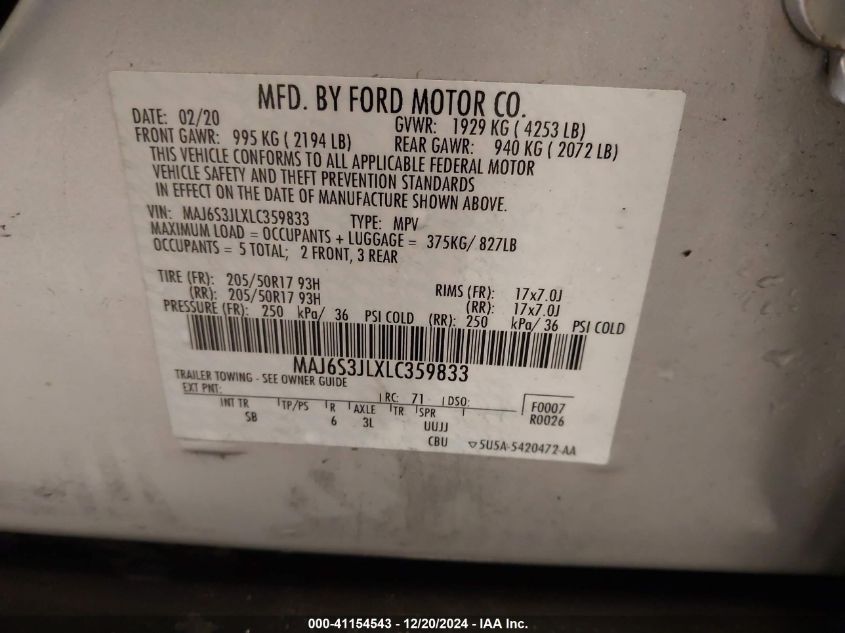 MFD. BY FORD MOTOR CO.
DATE: 02/20 GVWR: 1929 KG ( 4253 LB)
FRONT GAWR: 995 KG ( 2194 LB) REAR GAWR: 940 KG ( 2072 LB)
THIS VEHICLE CONFORMS TO ALL APPLICABLE FEDERAL MOTOR
VEHICLE SAFETY AND THEFT PREVENTION STANDARDS
IN EFFECT ON THE DATE OF MANUFACTURE SHOWN ABOVE.
VIN: MAJ6S3JLXLC359833 TYPE: MPV
MAXIMUM LOAD = OCCUPANTS + LUGGAGE = 375KG/ 827LB
OCCUPANTS = 5 TOTAL; 2 FRONT, 3 REAR
TIRE (FR): 205/50R17 93H RIMS (FR): 17x7.0J
(RR): 205/50R17 93H (RR): 17x7.0J
PRESSURE (FR): 250 kPa/ 36 PSI COLD (RR): 250 kPa/ 36 PSI COLD
MAJ6S3JLXLC359833
TRAILER TOWING - SEE OWNER GUIDE
EXT PNT: RC: 71 DSO: F0007
INT TR TP/PS R AXLE TR SPR R0026
SB 6 3L UUJJ
CBU 5U5A-5420472-AA
000-41154543 - 12/20/2024 - IAA Inc.